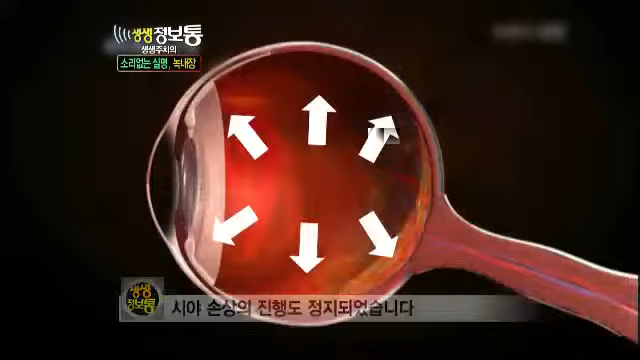 생생정보통
생생주치의
소리없는 실명, 녹내장
생생
정보통
시야 손상의 진행도 정지되었습니다